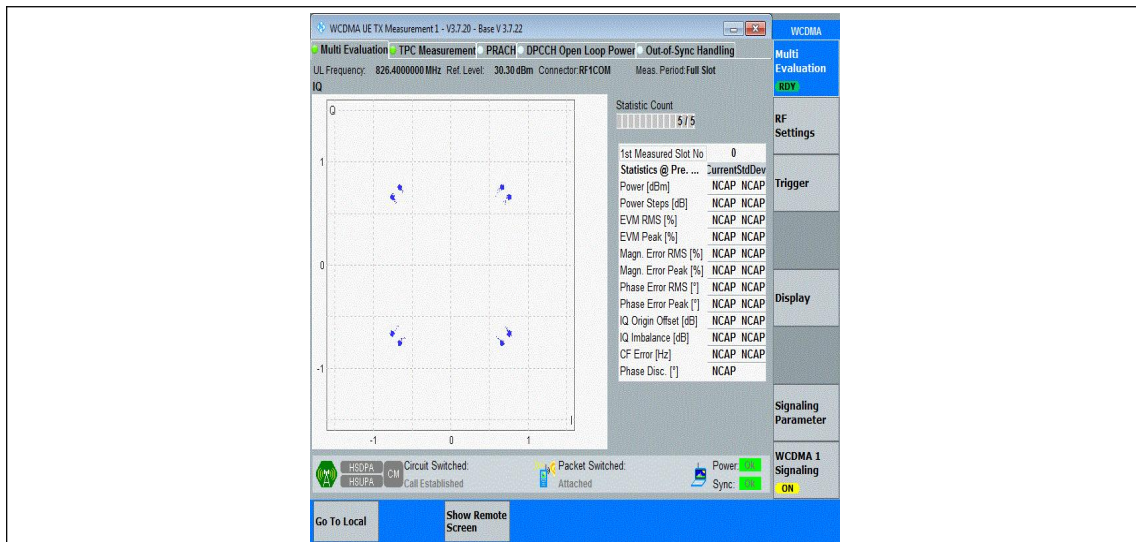 WCDMA UE TX Measurement 1 - V3.7.20 - Base V 3.7.22
WCDMA
Multi Evaluation TPC Measurement PRACH DPCCH Open Loop Power Out-of-Sync Handling
Multi
Evaluation
RDY
UL Frequency: 826.4000000 MHz Ref. Level: 30.30 dBm Connector: RF1COM Meas. Period: Full Slot
IQ
Q
1
0
-1
-1 0 1
I
Statistic Count
5 / 5
1st Measured Slot No 0
Statistics @ Pre. ... Current StdDev
Power [dBm] NCAP NCAP
Power Steps [dB] NCAP NCAP
EVM RMS [%] NCAP NCAP
EVM Peak [%] NCAP NCAP
Magn. Error RMS [%] NCAP NCAP
Magn. Error Peak [%] NCAP NCAP
Phase Error RMS [°] NCAP NCAP
Phase Error Peak [°] NCAP NCAP
IQ Origin Offset [dB] NCAP NCAP
IQ Imbalance [dB] NCAP NCAP
CF Error [Hz] NCAP NCAP
Phase Disc. [°] NCAP
RF
Settings
Trigger
Display
Signaling
Parameter
WCDMA 1
Signaling
ON
HSDPA
HSUPA
CM
Circuit Switched:
Call Established
Packet Switched:
Attached
Power: OK
Sync: OK
Go To Local
Show Remote
Screen